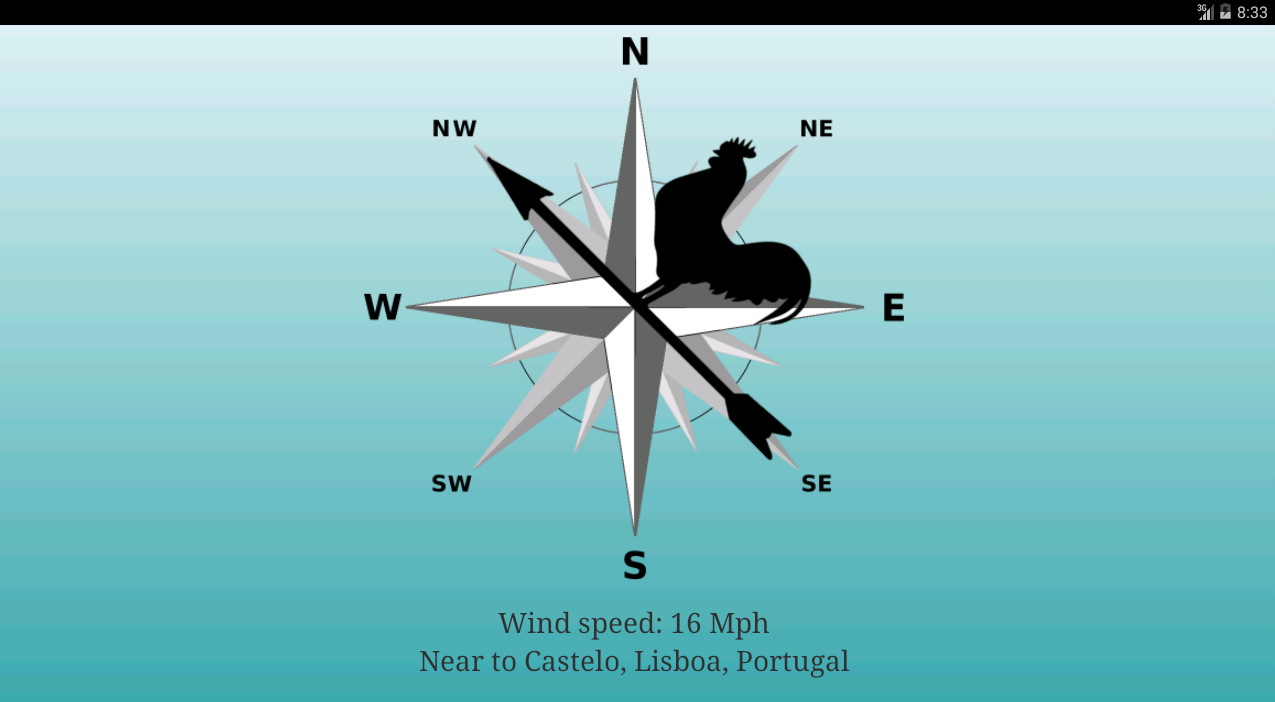 3G 8:33
N
NW NE
W E
SW SE
S
Wind speed: 16 Mph
Near to Castelo, Lisboa, Portugal